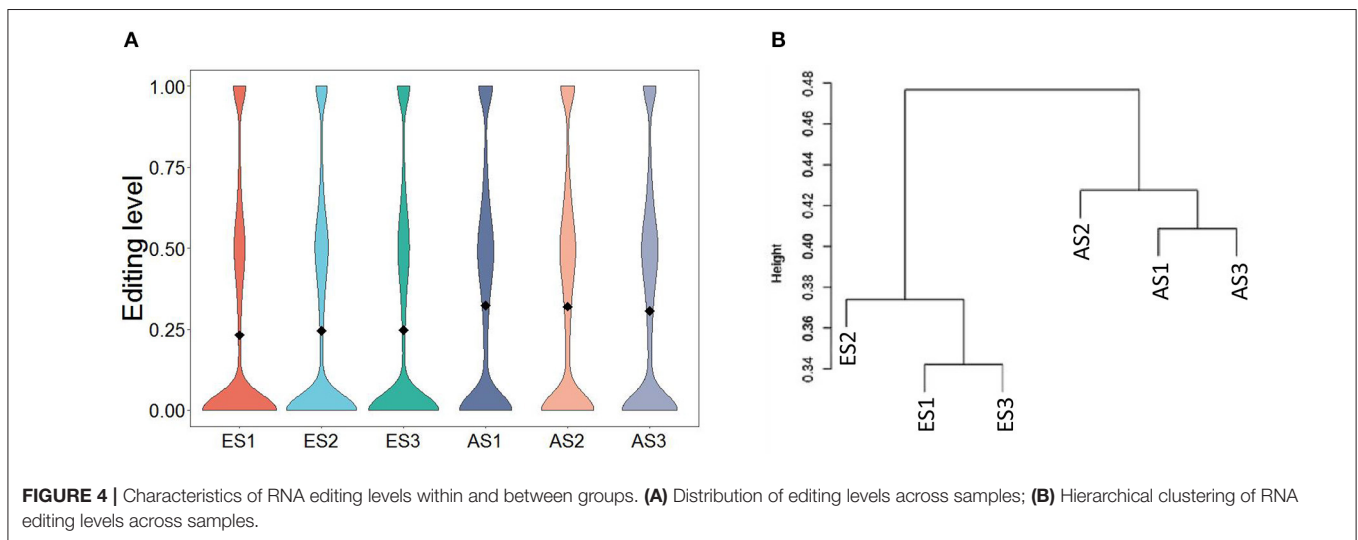 A
B
Editing level
1.00
0.75
0.50
0.25
0.00
ES1 ES2 ES3 AS1 AS2 AS3
Height
0.48
0.46
0.44
0.42
0.40
0.38
0.36
0.34
ES2
ES1
ES3
AS2
AS1
AS3
FIGURE 4 | Characteristics of RNA editing levels within and between groups. (A) Distribution of editing levels across samples; (B) Hierarchical clustering of RNA
editing levels across samples.